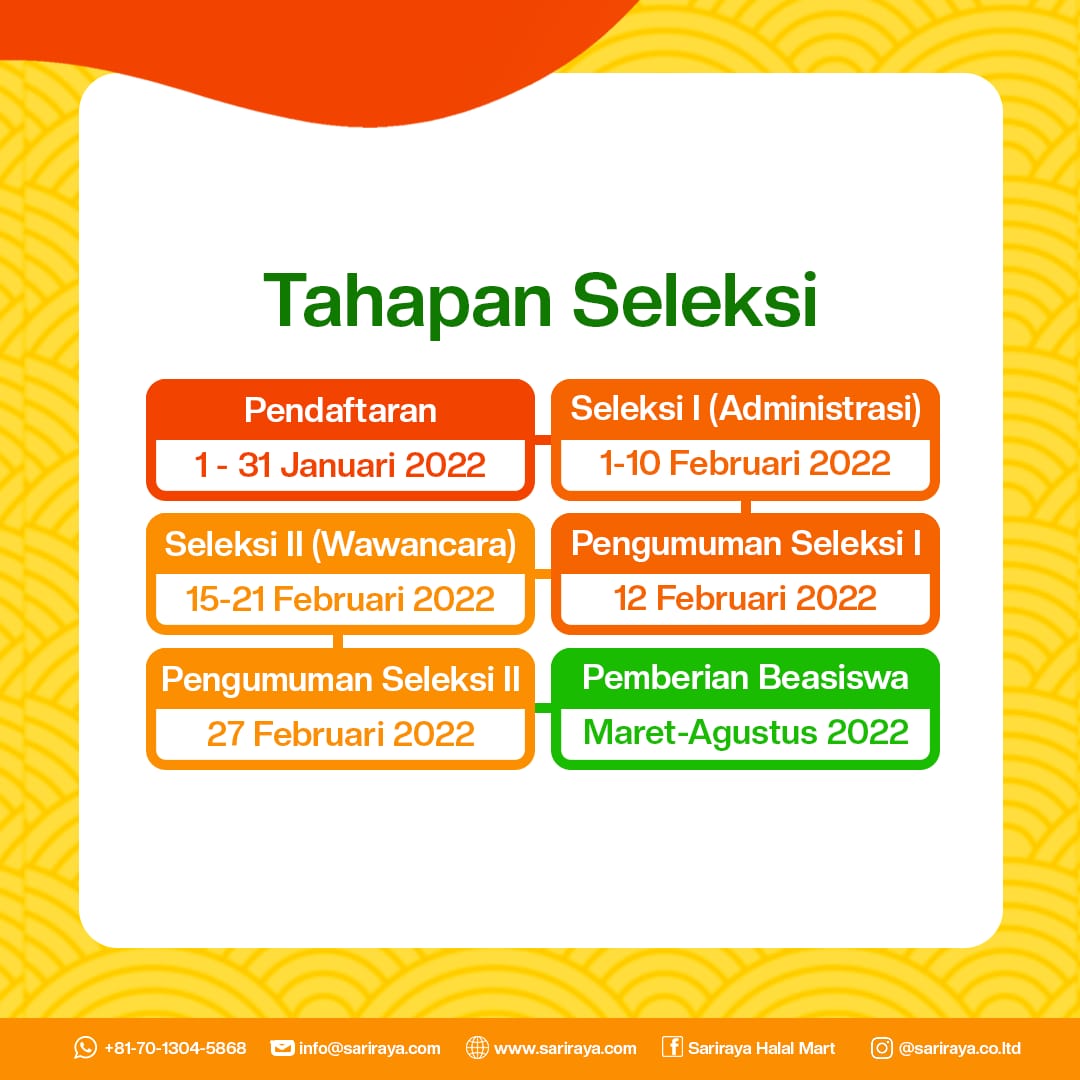 Tahapan Seleksi
Pendaftaran
1 - 31 Januari 2022
Seleksi I (Administrasi)
1-10 Februari 2022
Pengumuman Seleksi I
12 Februari 2022
Seleksi II (Wawancara)
15-21 Februari 2022
Pengumuman Seleksi II
27 Februari 2022
Pemberian Beasiswa
Maret-Agustus 2022
+81-70-1304-5868
info@sariraya.com
www.sariraya.com
Sariraya Halal Mart
@sariraya.co.ltd